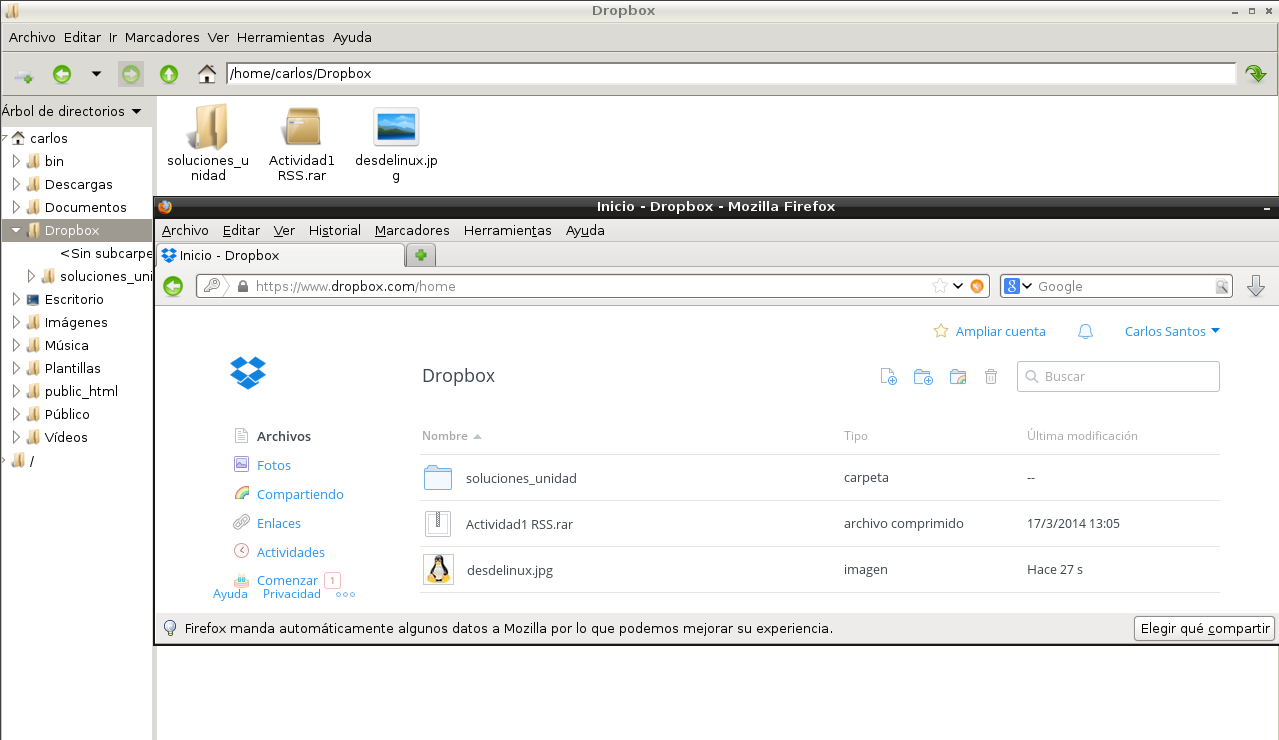 Dropbox
Archivo Editar Ir Marcadores Ver Herramientas Ayuda
/home/carlos/Dropbox
Árbol de directorios
carlos
bin
Descargas
Documentos
Dropbox
<Sin subcarpe
soluciones_uni
Escritorio
Imágenes
Música
Plantillas
public_html
Público
Vídeos
/
soluciones_u
nidad
Actividad1
RSS.rar
desdelinux.jp
g
Inicio - Dropbox - Mozilla Firefox
Archivo Editar Ver Historial Marcadores Herramientas Ayuda
Inicio - Dropbox
https://www.dropbox.com/home
8 Google
Ampliar cuenta
Carlos Santos
Dropbox
Buscar
Archivos
Fotos
Compartiendo
Enlaces
Actividades
Comenzar 1
Ayuda Privacidad
Nombre Tipo Última modificación
soluciones_unidad carpeta --
Actividad1 RSS.rar archivo comprimido 17/3/2014 13:05
desdelinux.jpg imagen Hace 27 s
Firefox manda automáticamente algunos datos a Mozilla por lo que podemos mejorar su experiencia.
Elegir qué compartir